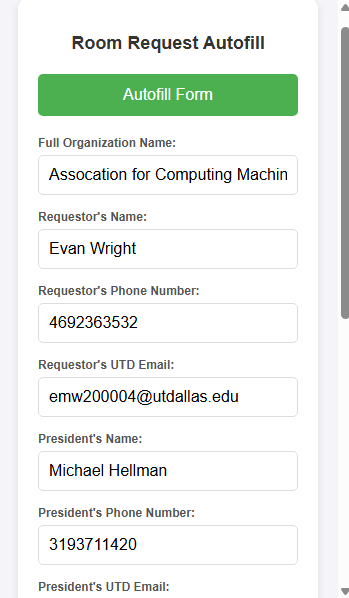 Room Request Autofill
Autofill Form
Full Organization Name:
Assocation for Computing Machin
Requestor's Name:
Evan Wright
Requestor's Phone Number:
4692363532
Requestor's UTD Email:
emw200004@utdallas.edu
President's Name:
Michael Hellman
President's Phone Number:
3193711420
President's UTD Email: